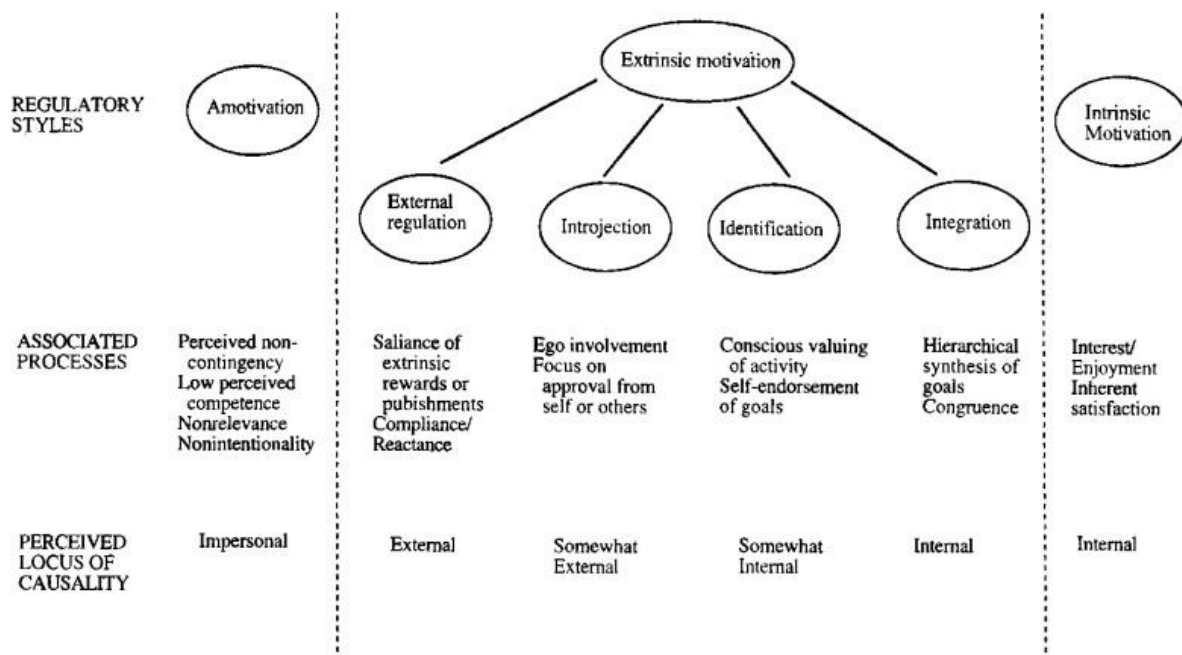 Extrinsic motivation
REGULATORY
STYLES
Amotivation
Intrinsic
Motivation
External
regulation
Introjection
Identification
Integration
ASSOCIATED
PROCESSES
Perceived non-
contingency
Low perceived
competence
Nonrelevance
Nonintentionality
Saliance of
extrinsic
rewards or
pubishments
Compliance/
Reactance
Ego involvement
Focus on
approval from
self or others
Conscious valuing
of activity
Self-endorsement
of goals
Hierarchical
synthesis of
goals
Congruence
Interest/
Enjoyment
Inherent
satisfaction
PERCEIVED
LOCUS OF
CAUSALITY
Impersonal
External
Somewhat
External
Somewhat
Internal
Internal
Internal